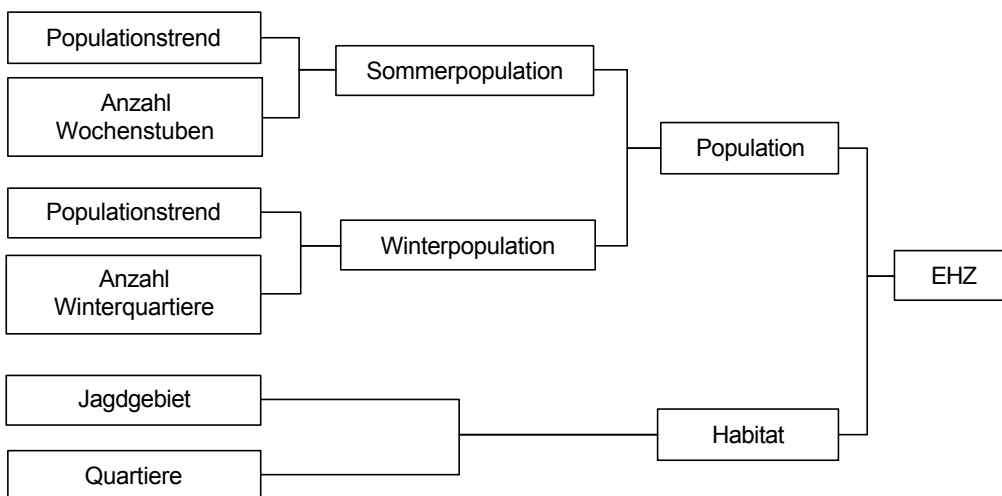 Populationstrend
Sommerpopulation
Anzahl
Wochenstuben
Population
Populationstrend
Winterpopulation
Anzahl
Winterquartiere
EHZ
Jagdgebiet
Habitat
Quartiere